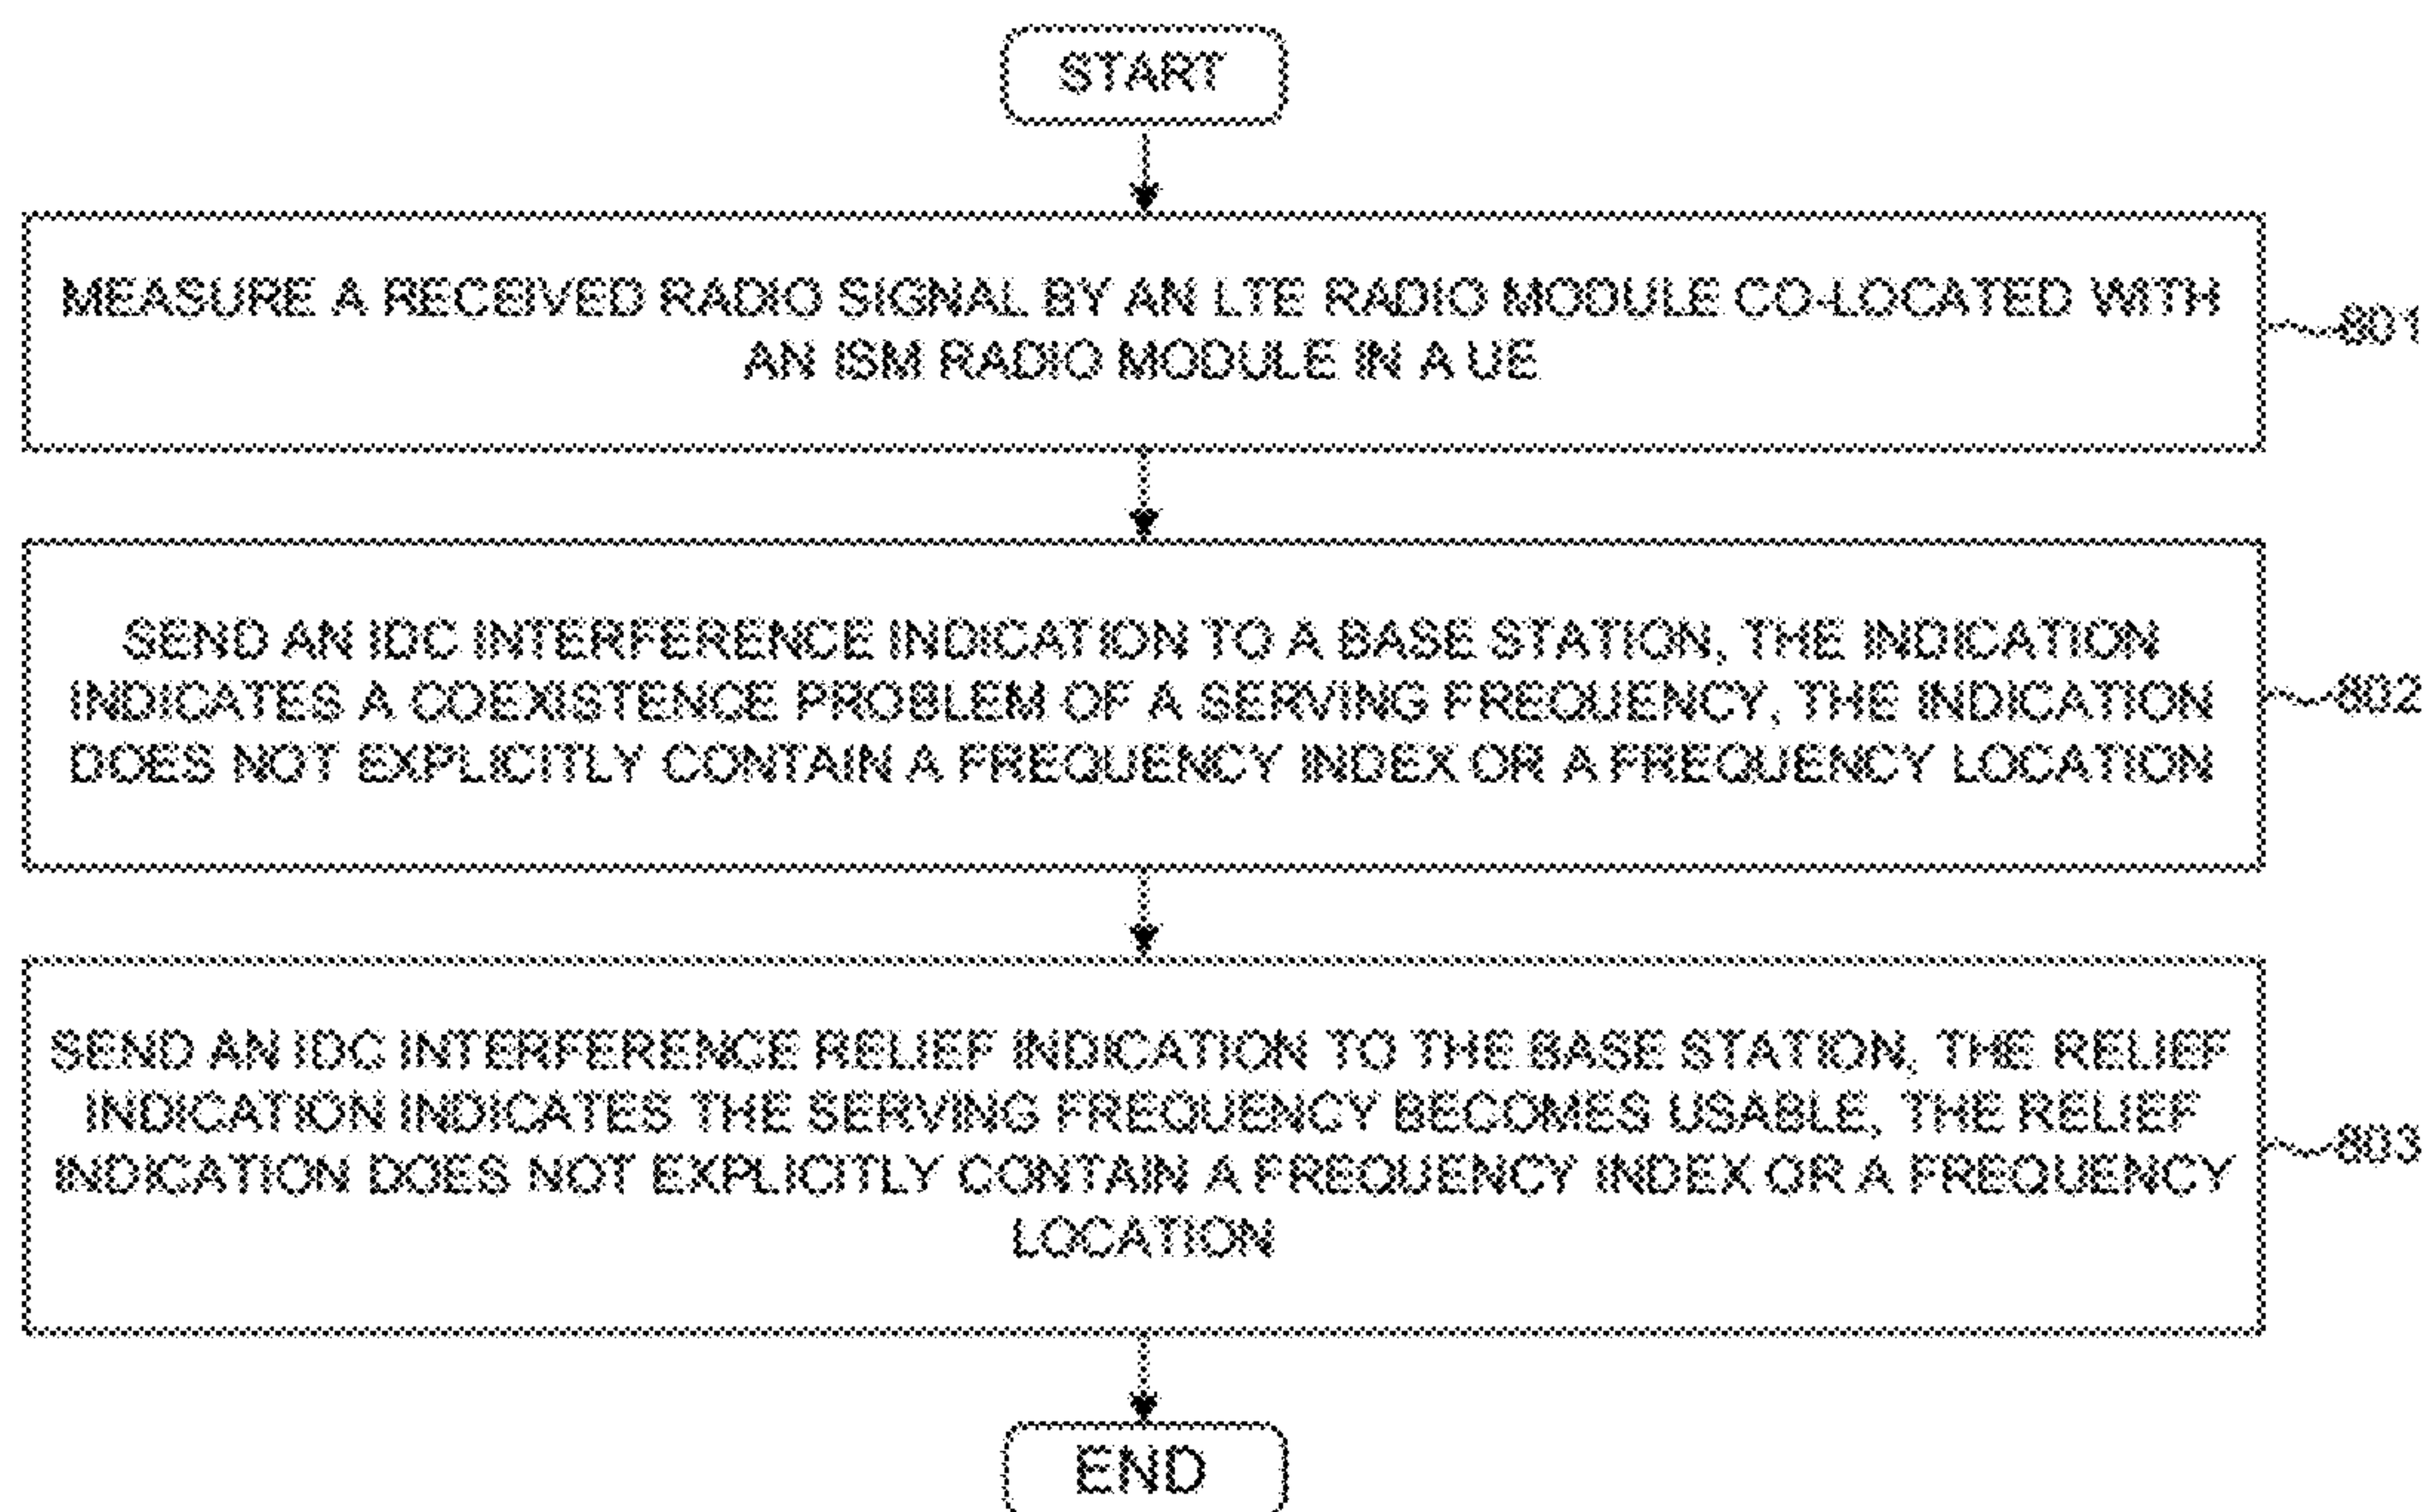 START
MEASURE A RECEIVED RADIO SIGNAL BY AN LTE RADIO MODULE CO-LOCATED WITH
AN ISM RADIO MODULE IN A UE
801
SEND AN IDC INTERFERENCE INDICATION TO A BASE STATION, THE INDICATION
INDICATES A COEXISTENCE PROBLEM OF A SERVING FREQUENCY, THE INDICATION
DOES NOT EXPLICITLY CONTAIN A FREQUENCY INDEX OR A FREQUENCY LOCATION
802
SEND AN IDC INTERFERENCE RELIEF INDICATION TO THE BASE STATION, THE RELIEF
INDICATION INDICATES THE SERVING FREQUENCY BECOMES USABLE, THE RELIEF
INDICATION DOES NOT EXPLICITLY CONTAIN A FREQUENCY INDEX OR A FREQUENCY
LOCATION
803
END